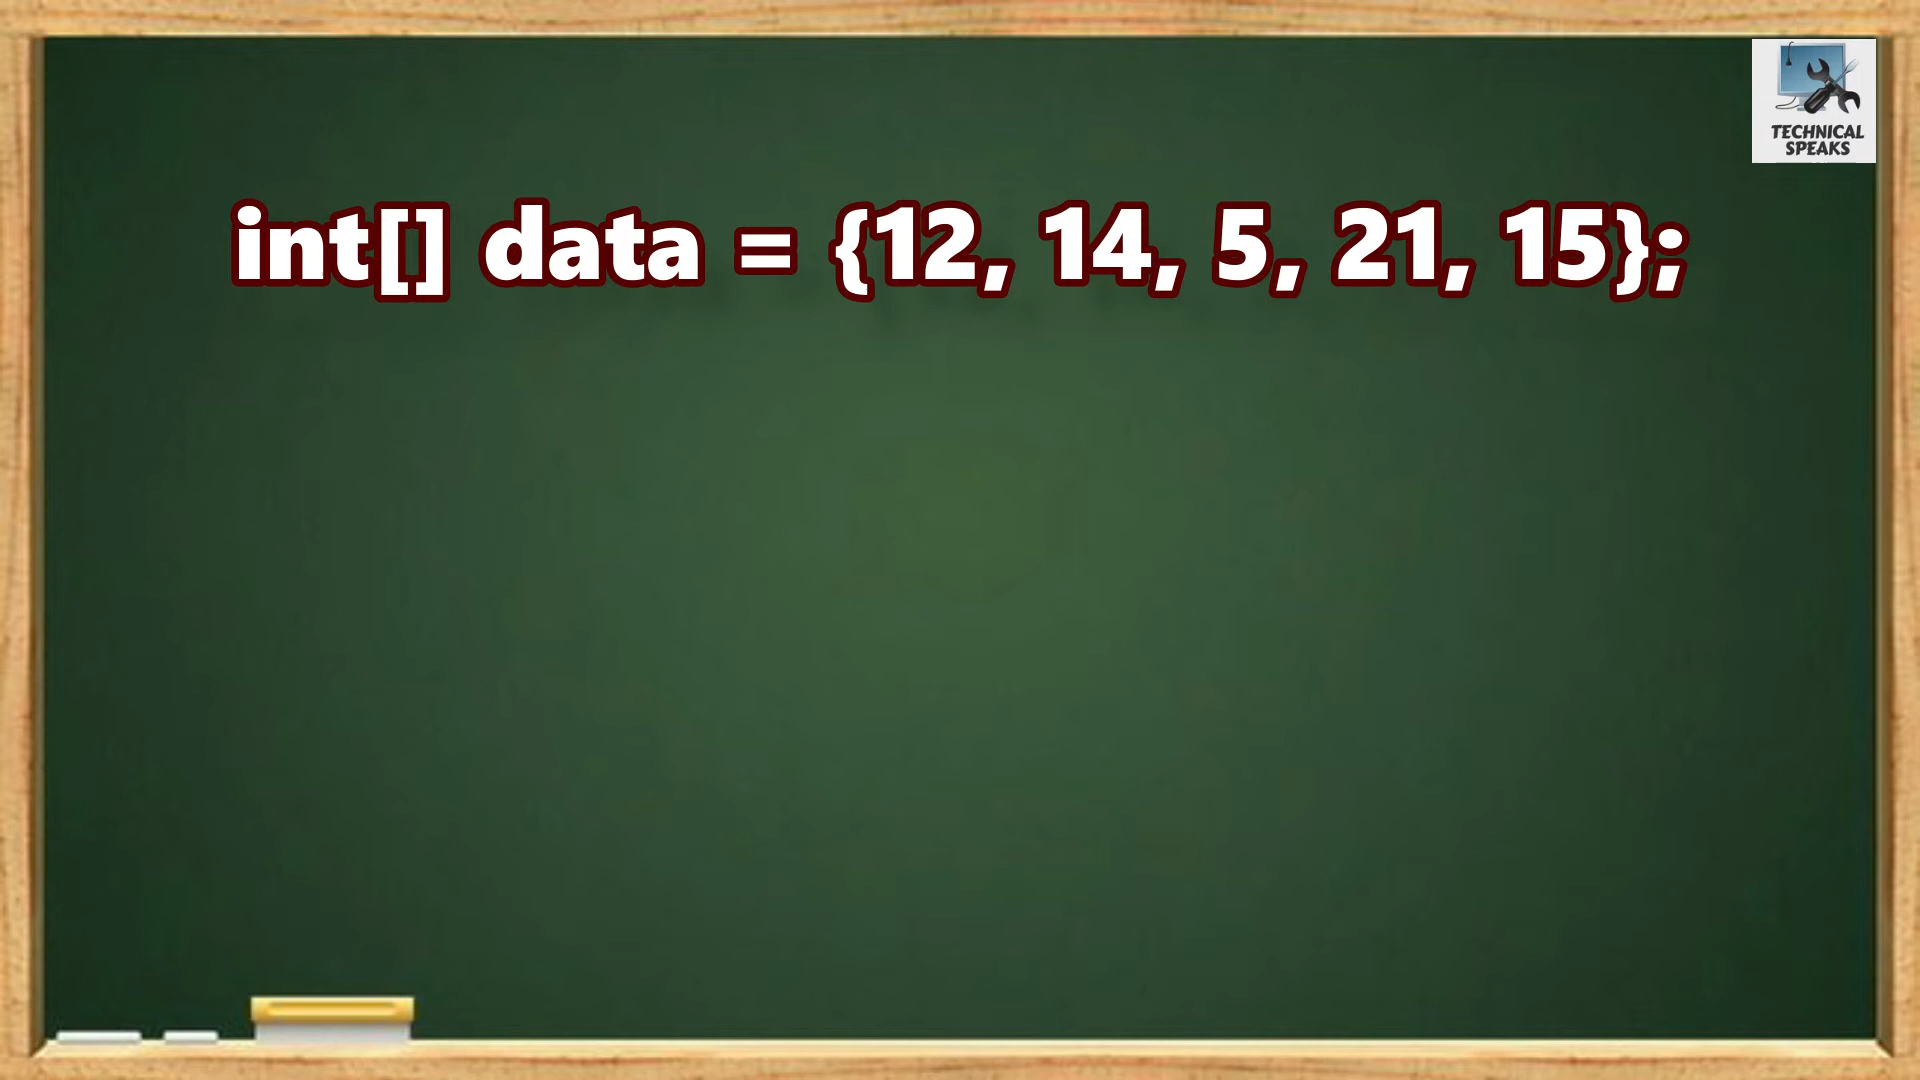 TECHNICAL
SPEAKS
int[] data = {12, 14, 5, 21, 15};